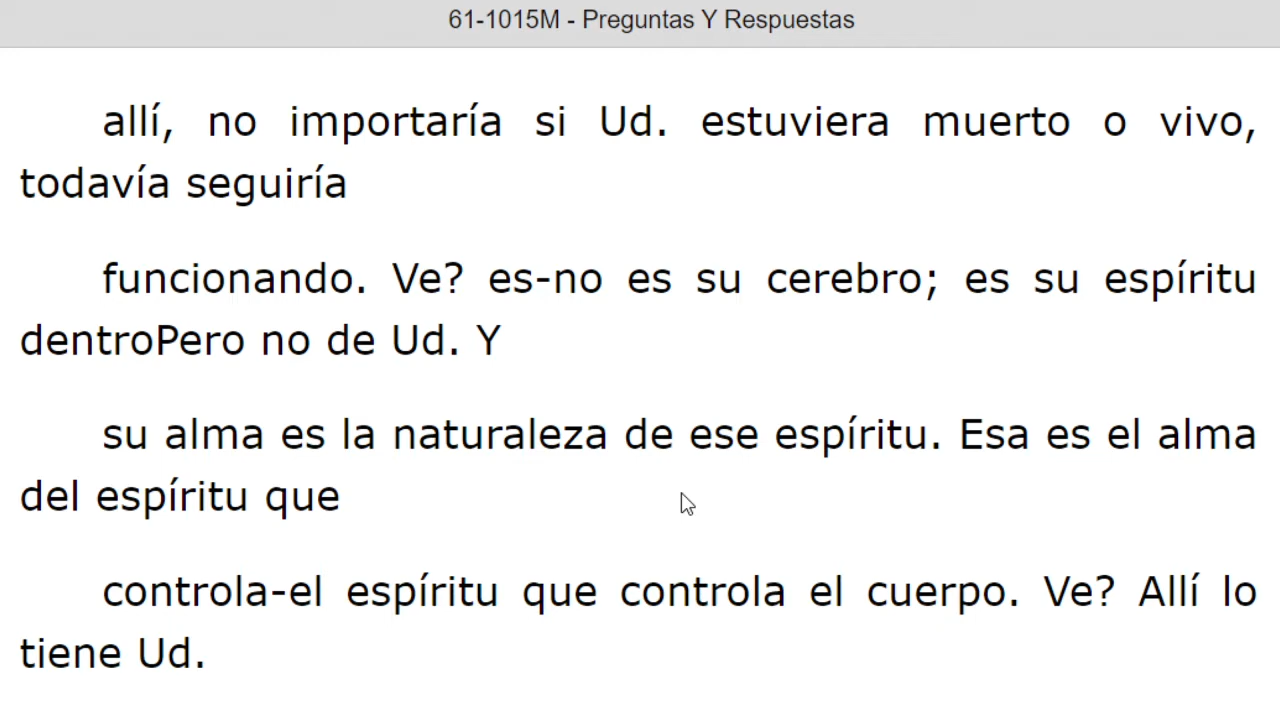 61-1015M - Preguntas Y Respuestas
allí, no importaría si Ud. estuviera muerto o vivo,
todavía seguiría
funcionando. Ve? es-no es su cerebro; es su espíritu
dentroPero no de Ud. Y
su alma es la naturaleza de ese espíritu. Esa es el alma
del espíritu que
controla-el espíritu que controla el cuerpo. Ve? Allí lo
tiene Ud.